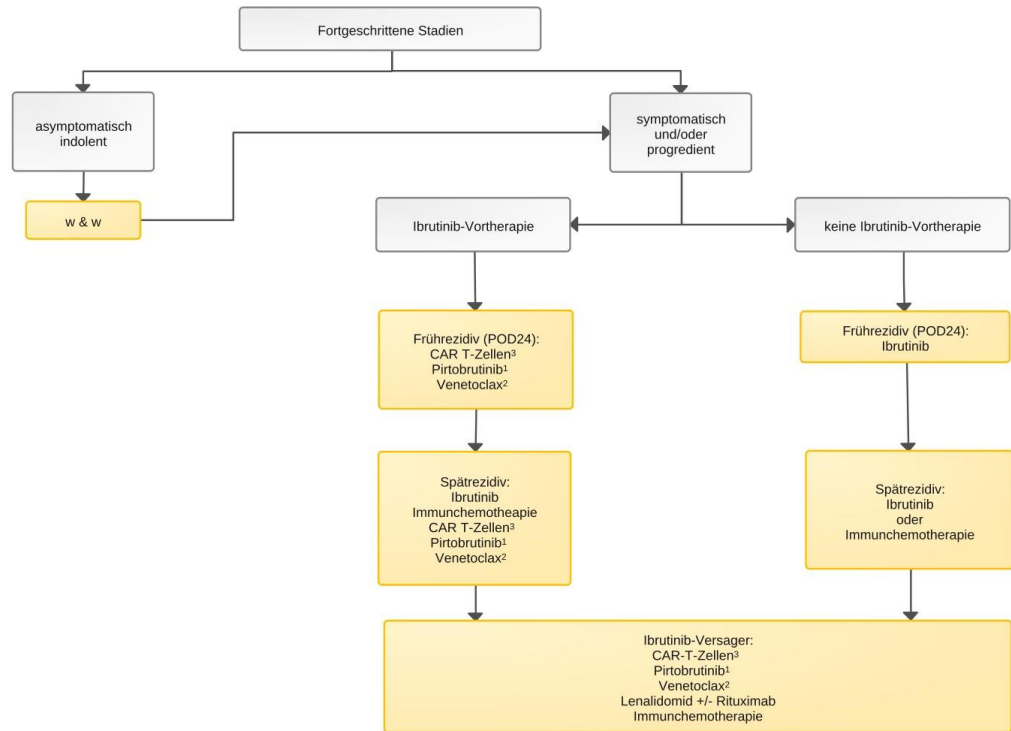 Fortgeschrittene Stadien
asymptomatisch
indolent
symptomatisch
und/oder
progredient
w & w
Ibrutinib-Vortherapie
keine Ibrutinib-Vortherapie
Frührezidiv (POD24):
CAR T-Zellen³
Pirtobrutinib¹
Venetoclax²
Frührezidiv (POD24):
Ibrutinib
Spätrezidiv:
Ibrutinib
Immunchemotheapie
CAR T-Zellen³
Pirtobrutinib¹
Venetoclax²
Spätrezidiv:
Ibrutinib
oder
Immunchemotherapie
Ibrutinib-Versager:
CAR-T-Zellen³
Pirtobrutinib¹
Venetoclax²
Lenalidomid +/- Rituximab
Immunchemotherapie